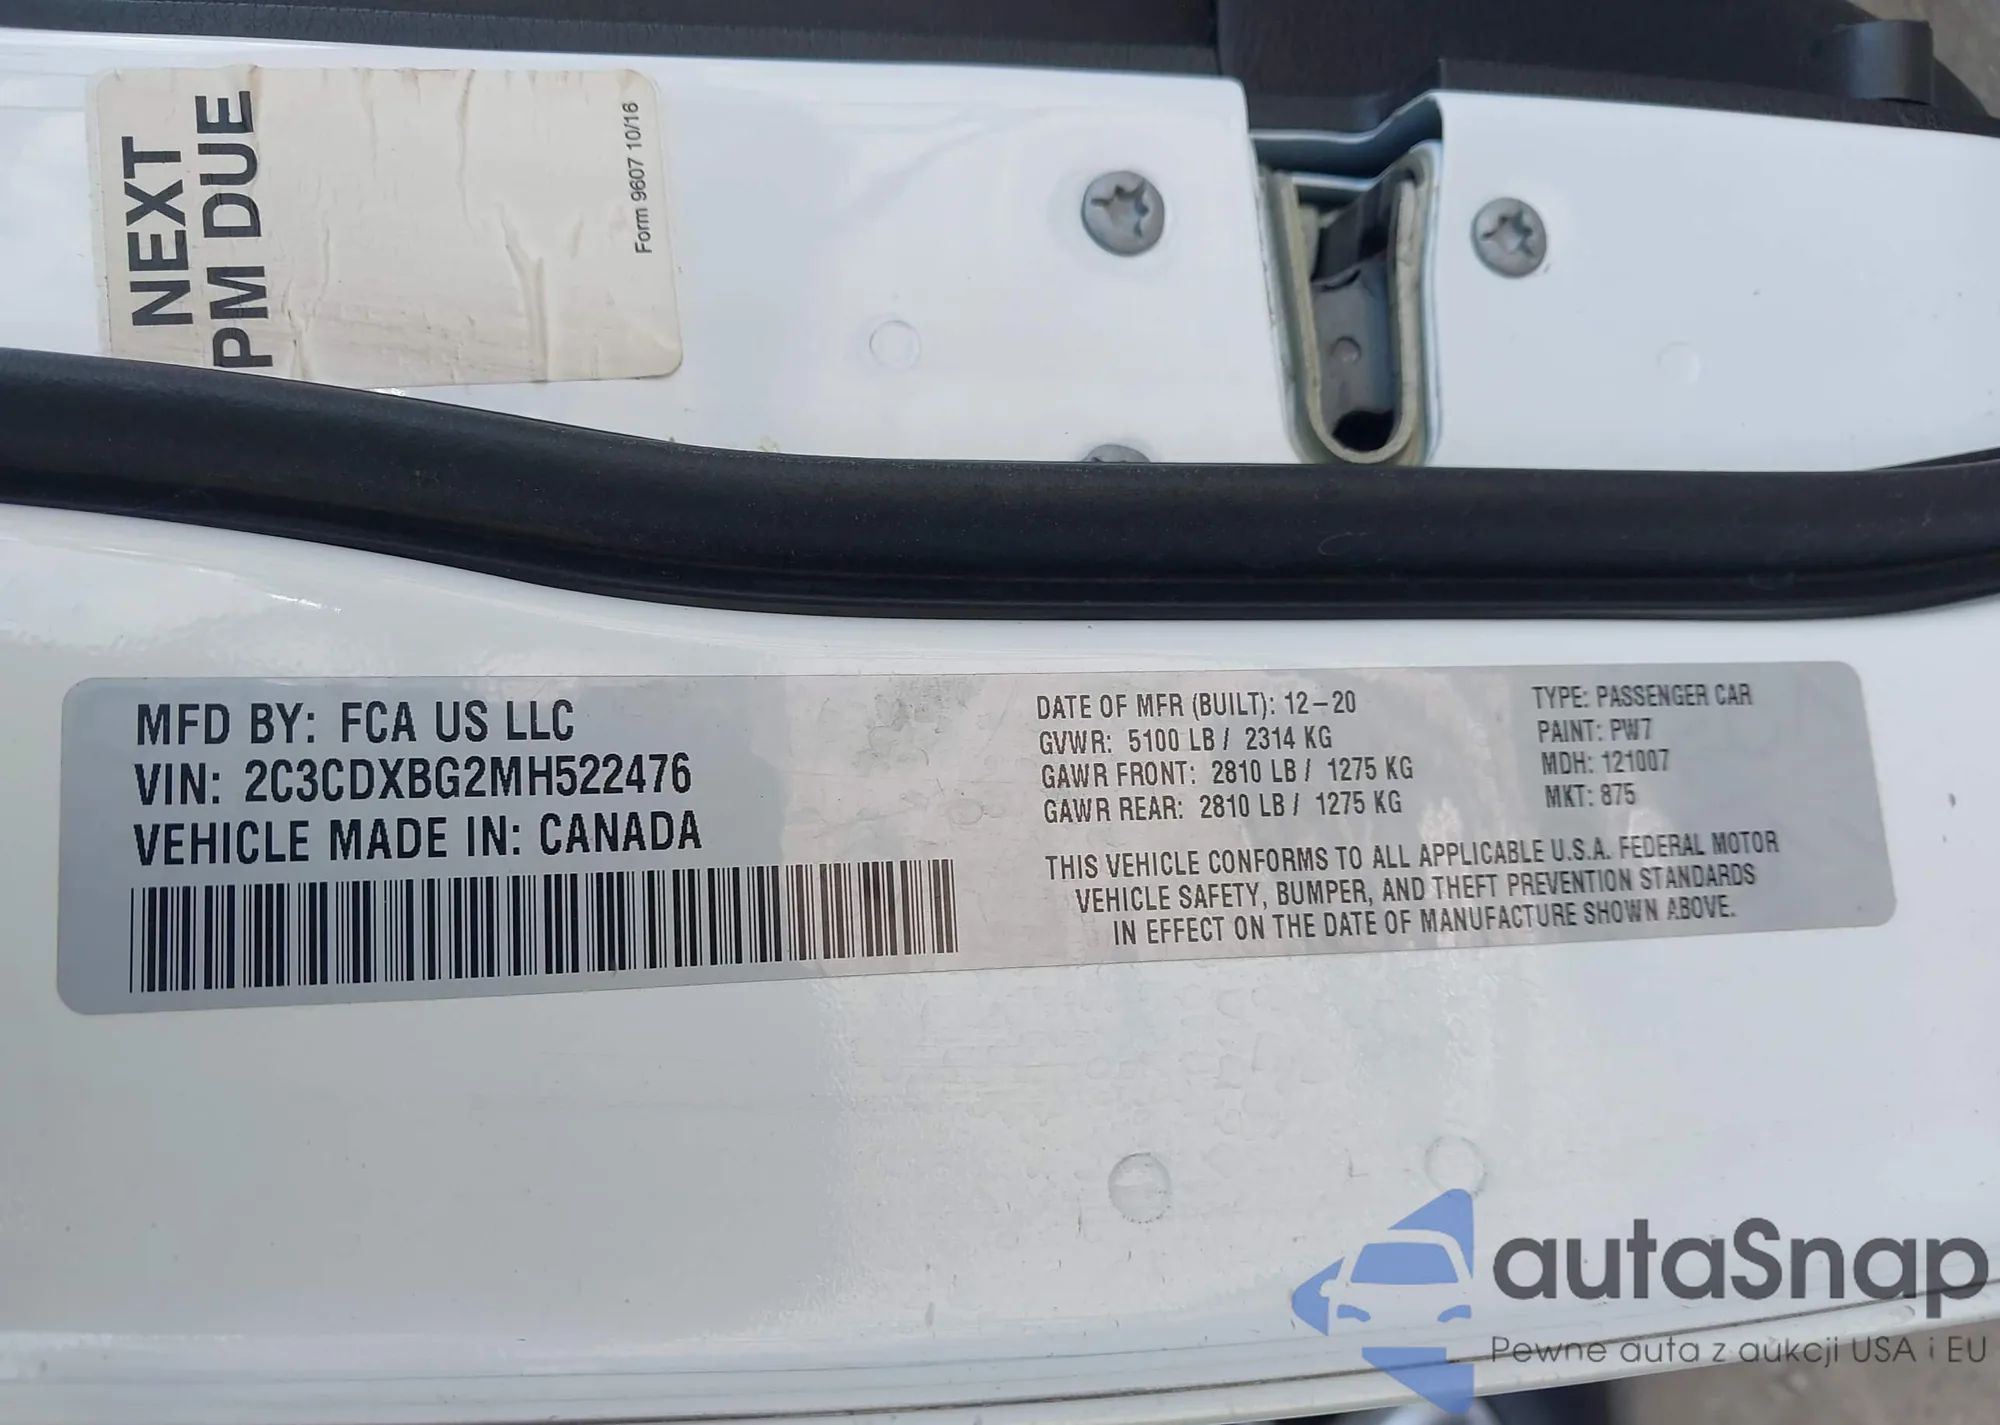 NEXT
PM DUE
Form 9607 10/16
MFD BY: FCA US LLC
VIN: 2C3CDXBG2MH522476
VEHICLE MADE IN: CANADA
DATE OF MFR (BUILT): 12-20
GVWR: 5100 LB / 2314 KG
GAWR FRONT: 2810 LB / 1275 KG
GAWR REAR: 2810 LB / 1275 KG
TYPE: PASSENGER CAR
PAINT: PW7
MDH: 121007
MKT: 875
THIS VEHICLE CONFORMS TO ALL APPLICABLE U.S.A. FEDERAL MOTOR
VEHICLE SAFETY, BUMPER, AND THEFT PREVENTION STANDARDS
IN EFFECT ON THE DATE OF MANUFACTURE SHOWN ABOVE.
autaSnap
Pewne auta z aukcji USA i EU